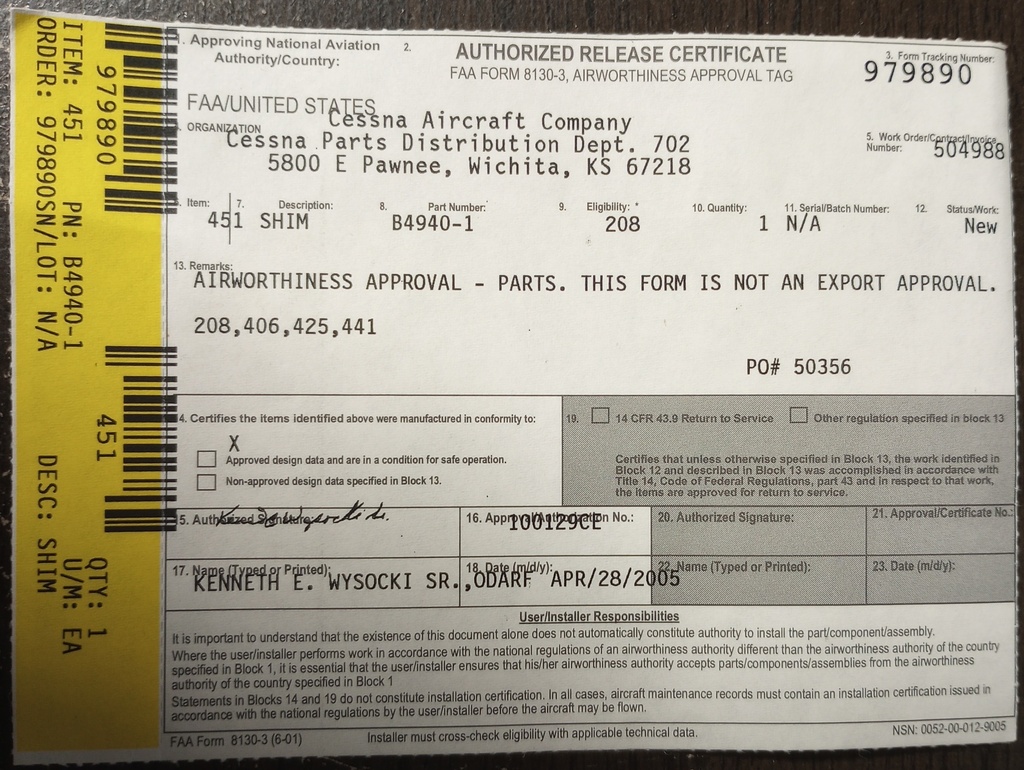 ITEM: 451 PN: B4940-1 QTY: 1
ORDER: 979890SN/LOT: N/A DESC: SHIM U/M: EA
979890
451
1. Approving National Aviation Authority/Country:
2.
AUTHORIZED RELEASE CERTIFICATE
FAA FORM 8130-3, AIRWORTHINESS APPROVAL TAG
3. Form Tracking Number:
979890
FAA/UNITED STATES
ORGANIZATION
Cessna Aircraft Company
Cessna Parts Distribution Dept. 702
5800 E Pawnee, Wichita, KS 67218
5. Work Order/Contract/Invoice Number:
504988
Item: 7. Description: 8. Part Number: 9. Eligibility: * 10. Quantity: 11. Serial/Batch Number: 12. Status/Work:
451 SHIM B4940-1 208 1 N/A New
13. Remarks:
AIRWORTHINESS APPROVAL - PARTS. THIS FORM IS NOT AN EXPORT APPROVAL.
208,406,425,441
PO# 50356
4. Certifies the items identified above were manufactured in conformity to:
X
Approved design data and are in a condition for safe operation.
Non-approved design data specified in Block 13.
19. 14 CFR 43.9 Return to Service Other regulation specified in block 13
Certifies that unless otherwise specified in Block 13, the work identified in
Block 12 and described in Block 13 was accomplished in accordance with
Title 14, Code of Federal Regulations, part 43 and in respect to that work,
the items are approved for return to service.
5. Authorized Signature:
16. Approval/Authorization No.:
100129CE
20. Authorized Signature:
21. Approval/Certificate No.:
17. Name (Typed or Printed):
KENNETH E. WYSOCKI SR.,ODARF
18. Date (m/d/y):
APR/28/2005
22. Name (Typed or Printed):
23. Date (m/d/y):
User/Installer Responsibilities
It is important to understand that the existence of this document alone does not automatically constitute authority to install the part/component/assembly.
Where the user/installer performs work in accordance with the national regulations of an airworthiness authority different than the airworthiness authority of the country
specified in Block 1, it is essential that the user/installer ensures that his/her airworthiness authority accepts parts/components/assemblies from the airworthiness
authority of the country specified in Block 1
Statements in Blocks 14 and 19 do not constitute installation certification. In all cases, aircraft maintenance records must contain an installation certification issued in
accordance with the national regulations by the user/installer before the aircraft may be flown.
FAA Form 8130-3 (6-01)
Installer must cross-check eligibility with applicable technical data.
NSN: 0052-00-012-9005